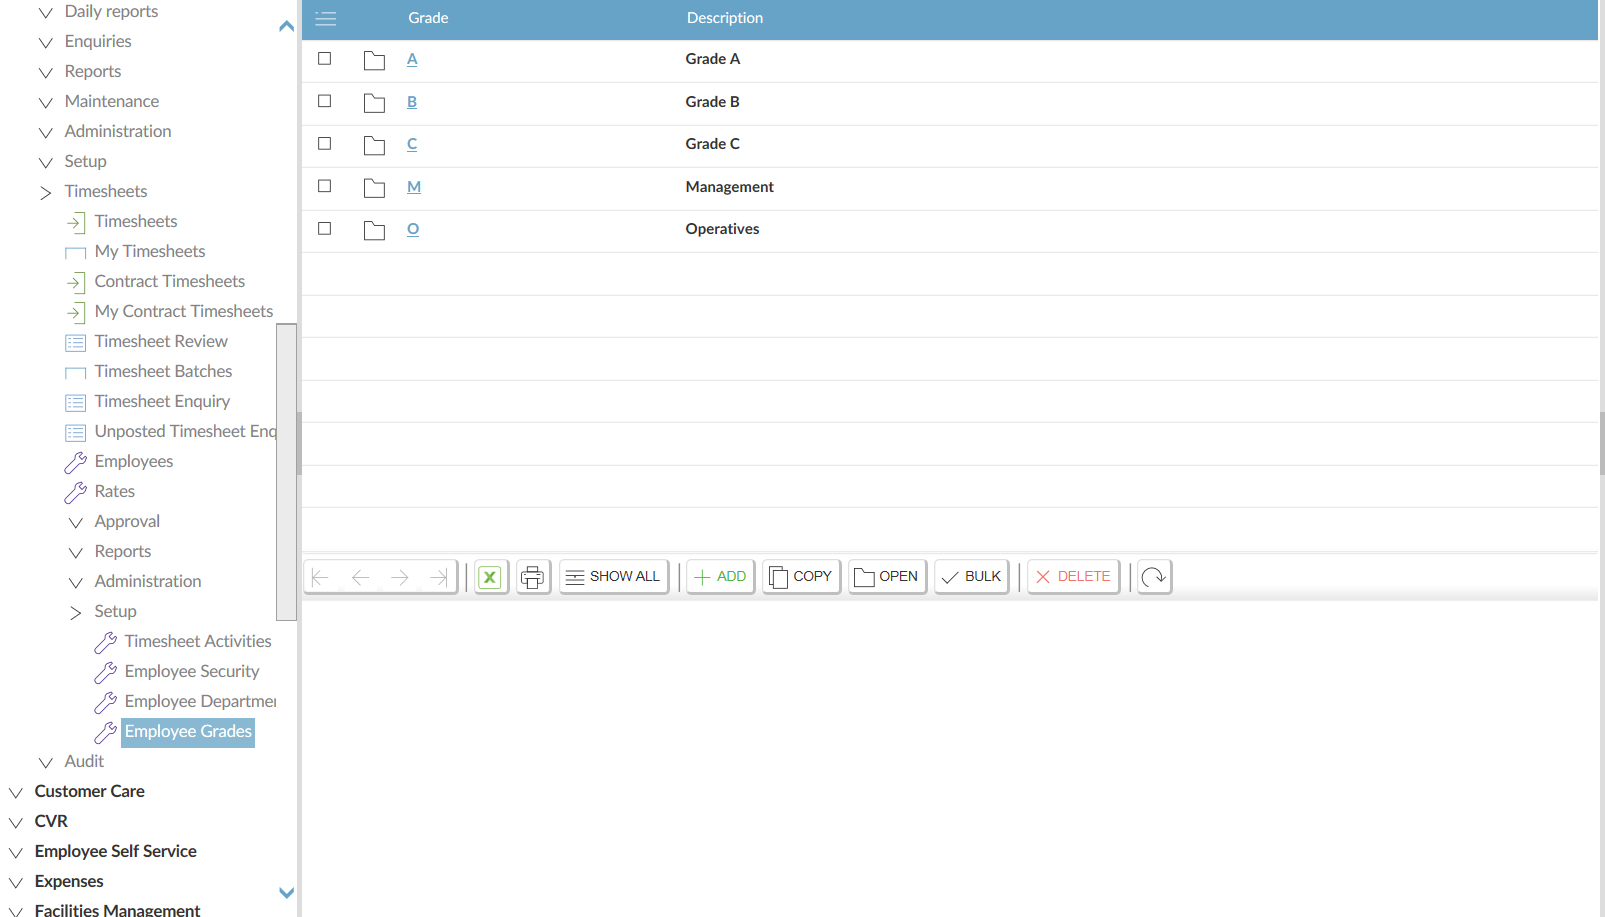 Daily reports
Enquiries
Reports
Maintenance
Administration
Setup
Timesheets
Timesheets
My Timesheets
Contract Timesheets
My Contract Timesheets
Timesheet Review
Timesheet Batches
Timesheet Enquiry
Unposted Timesheet Enq
Employees
Rates
Approval
Reports
Administration
Setup
Timesheet Activities
Employee Security
Employee Departmen
Employee Grades
Audit
Customer Care
CVR
Employee Self Service
Expenses
Facilities Management
Grade Description
A Grade A
B Grade B
C Grade C
M Management
O Operatives
SHOW ALL ADD COPY OPEN BULK DELETE